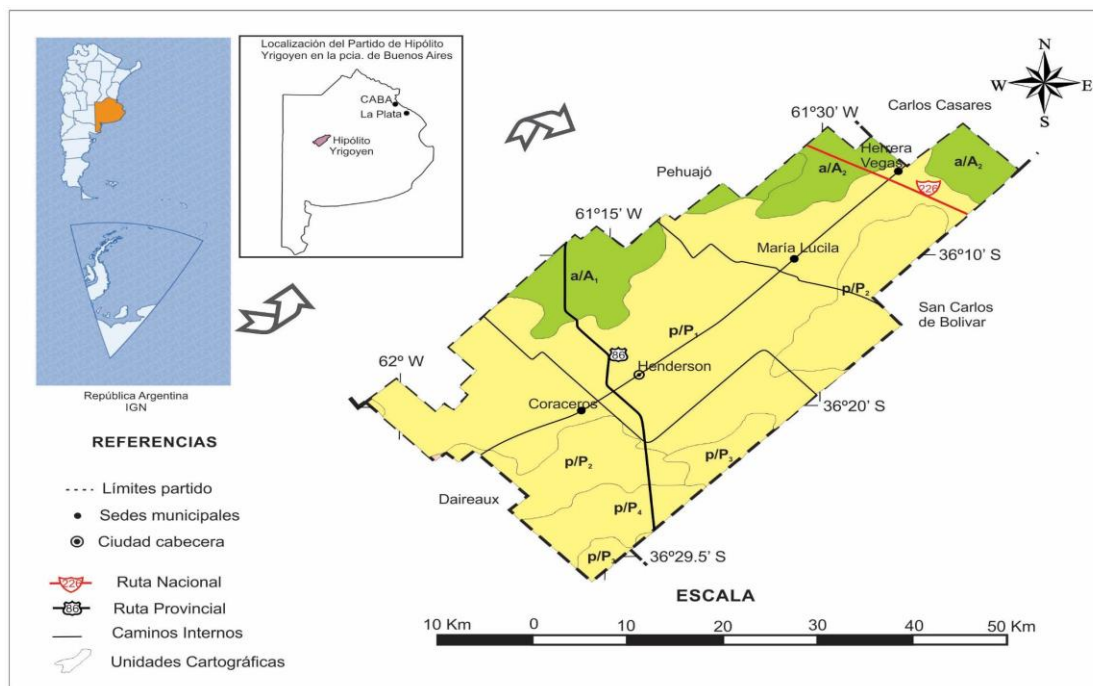 Localización del Partido de Hipólito
Yrigoyen en la pcia. de Buenos Aires
CABA
La Plata
Hipólito
Yrigoyen
República Argentina
IGN
N
W
E
S
Carlos Casares
61º30' W
Herrera
Vegas
a/A₂
a/A₂
226
Pehuajó
61º15' W
María Lucila
36º10' S
a/A₁
p/P₂
San Carlos
de Bolivar
p/P₁
86
Henderson
62º W
Coraceros
36º20' S
p/P₂
p/P₃
Daireaux
p/P₄
p/P
36º29.5' S
REFERENCIAS
Límites partido
Sedes municipales
Ciudad cabecera
226 Ruta Nacional
86 Ruta Provincial
Caminos Internos
Unidades Cartográficas
ESCALA
10 Km 0 10 20 30 40 50 Km